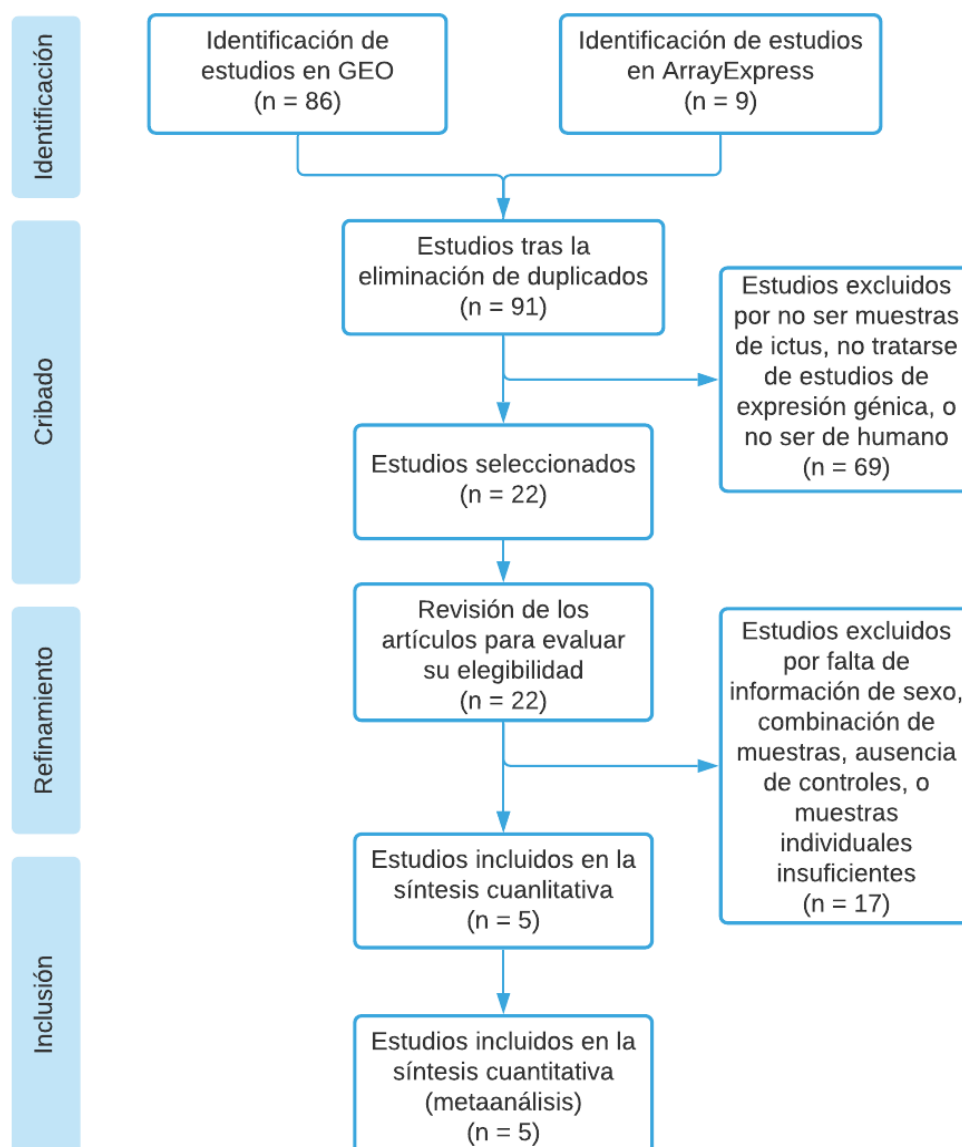 Identificación
Identificación de
estudios en GEO
(n = 86)
Identificación de estudios
en ArrayExpress
(n = 9)
Cribado
Estudios tras la
eliminación de duplicados
(n = 91)
Estudios excluidos
por no ser muestras
de ictus, no tratarse
de estudios de
expresión génica, o
no ser de humano
(n = 69)
Estudios seleccionados
(n = 22)
Refinamiento
Revisión de los
artículos para evaluar
su elegibilidad
(n = 22)
Estudios excluidos
por falta de
información de sexo,
combinación de
muestras, ausencia
de controles, o
muestras
individuales
insuficientes
(n = 17)
Inclusión
Estudios incluidos en la
síntesis cuanlitativa
(n = 5)
Estudios incluidos en la
síntesis cuantitativa
(metaanálisis)
(n = 5)